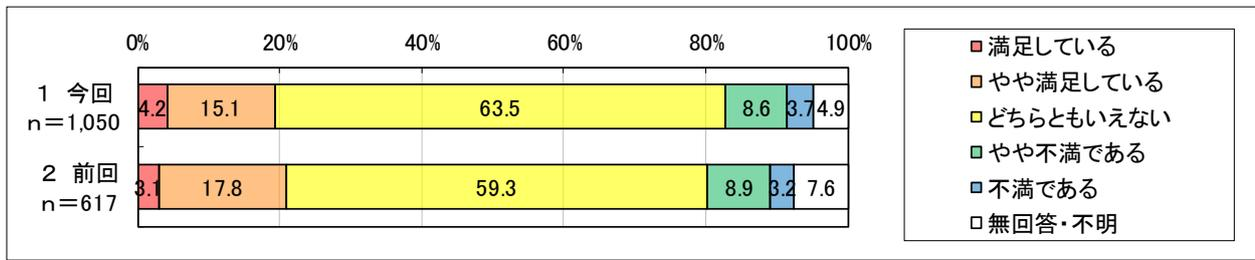 0% 20% 40% 60% 80% 100%
1 今回
n=1,050
4.2 15.1 63.5 8.6 3.7 4.9
2 前回
n=617
3.1 17.8 59.3 8.9 3.2 7.6
満足している
やや満足している
どちらともいえない
やや不満である
不満である
無回答・不明